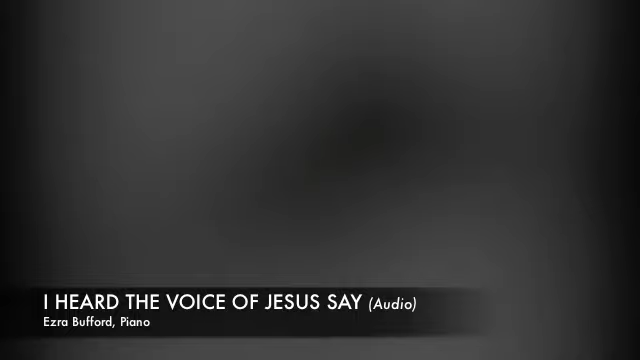 I HEARD THE VOICE OF JESUS SAY (Audio)
Ezra Bufford, Piano